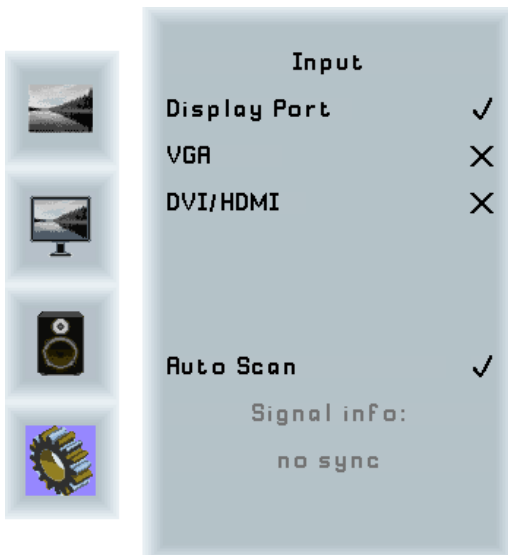 Input
Display Port ✓
VGA X
DVI/HDMI X
Auto Scan ✓
Signal info:
no sync